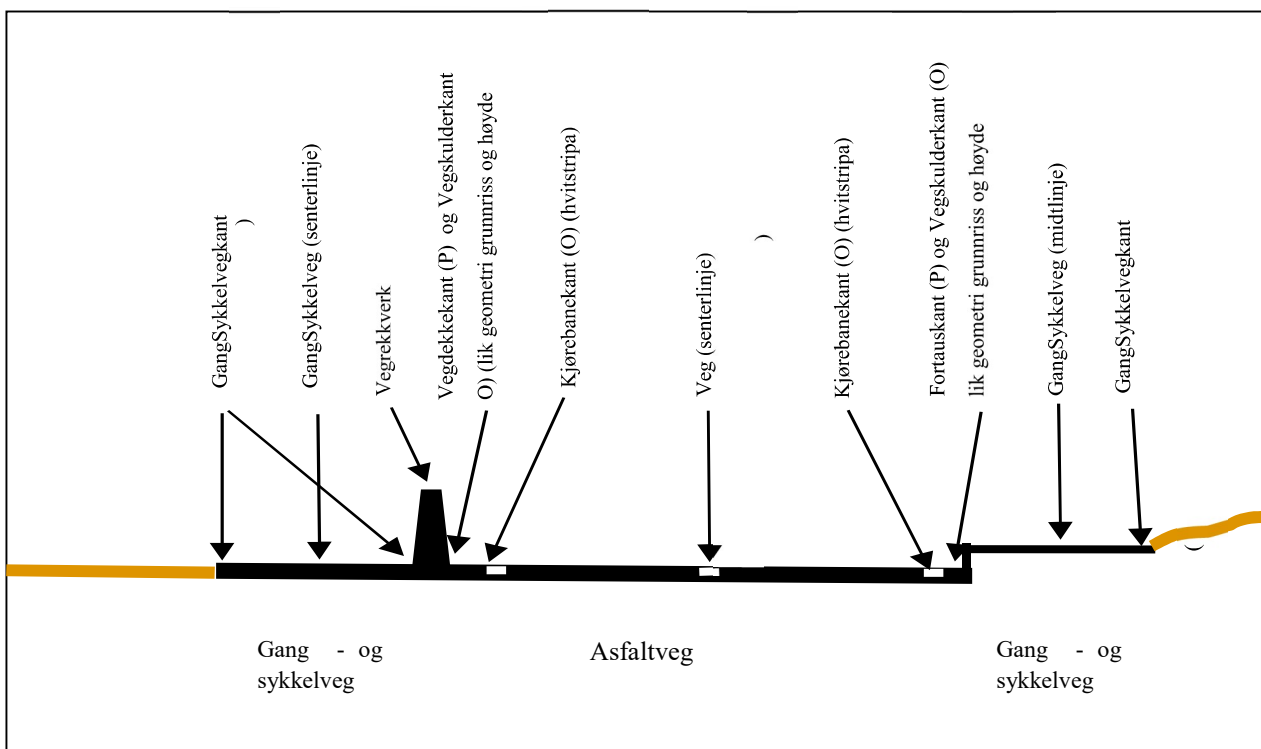 GangSykkelvegkant
)
GangSykkelveg (senterlinje)
Vegrekkverk
Vegdekkekant (P) og Vegskulderkant
O) (lik geometri grunnriss og høyde
Kjørebanekant (O) (hvitstripa)
Veg (senterlinje)
)
Kjørebanekant (O) (hvitstripa)
Fortauskant (P) og Vegskulderkant (O)
lik geometri grunnriss og høyde
GangSykkelveg (midtlinje)
GangSykkelvegkant
)
Gang - og
sykkelveg
Asfaltveg
Gang - og
sykkelveg